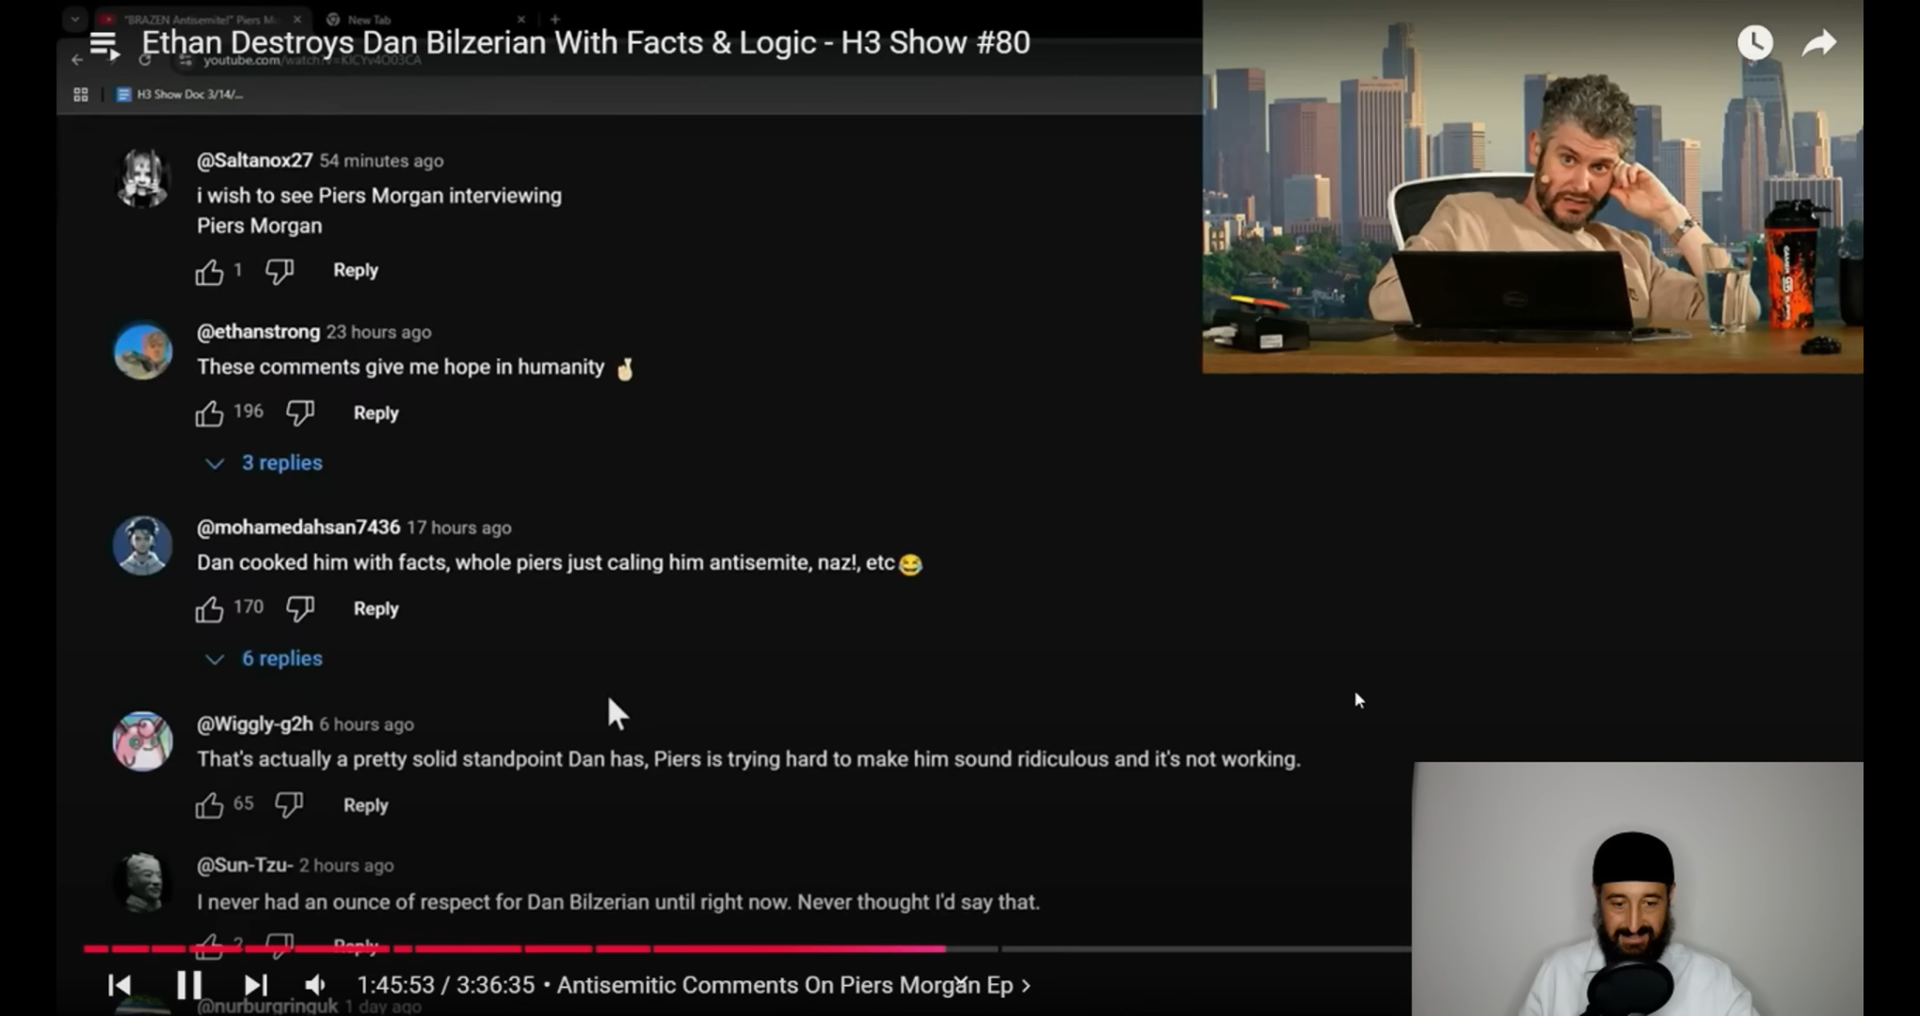 "BRAZEN Antisemite!" Piers M
New Tab
Ethan Destroys Dan Bilzerian With Facts & Logic - H3 Show #80
youtube.com/watch?v=KICYv4O03CA
H3 Show Doc 3/14/...
@Saltanox27 54 minutes ago
i wish to see Piers Morgan interviewing
Piers Morgan
1 Reply
@ethanstrong 23 hours ago
These comments give me hope in humanity 🤞🏻
196 Reply
3 replies
@mohamedahsan7436 17 hours ago
Dan cooked him with facts, whole piers just caling him antisemite, naz!, etc😂
170 Reply
6 replies
@Wiggly-g2h 6 hours ago
That's actually a pretty solid standpoint Dan has, Piers is trying hard to make him sound ridiculous and it's not working.
65 Reply
@Sun-Tzu- 2 hours ago
I never had an ounce of respect for Dan Bilzerian until right now. Never thought I'd say that.
2 Reply
1:45:53 / 3:36:35 • Antisemitic Comments On Piers Morgan Ep >
@nurburgringuk 1 day ago